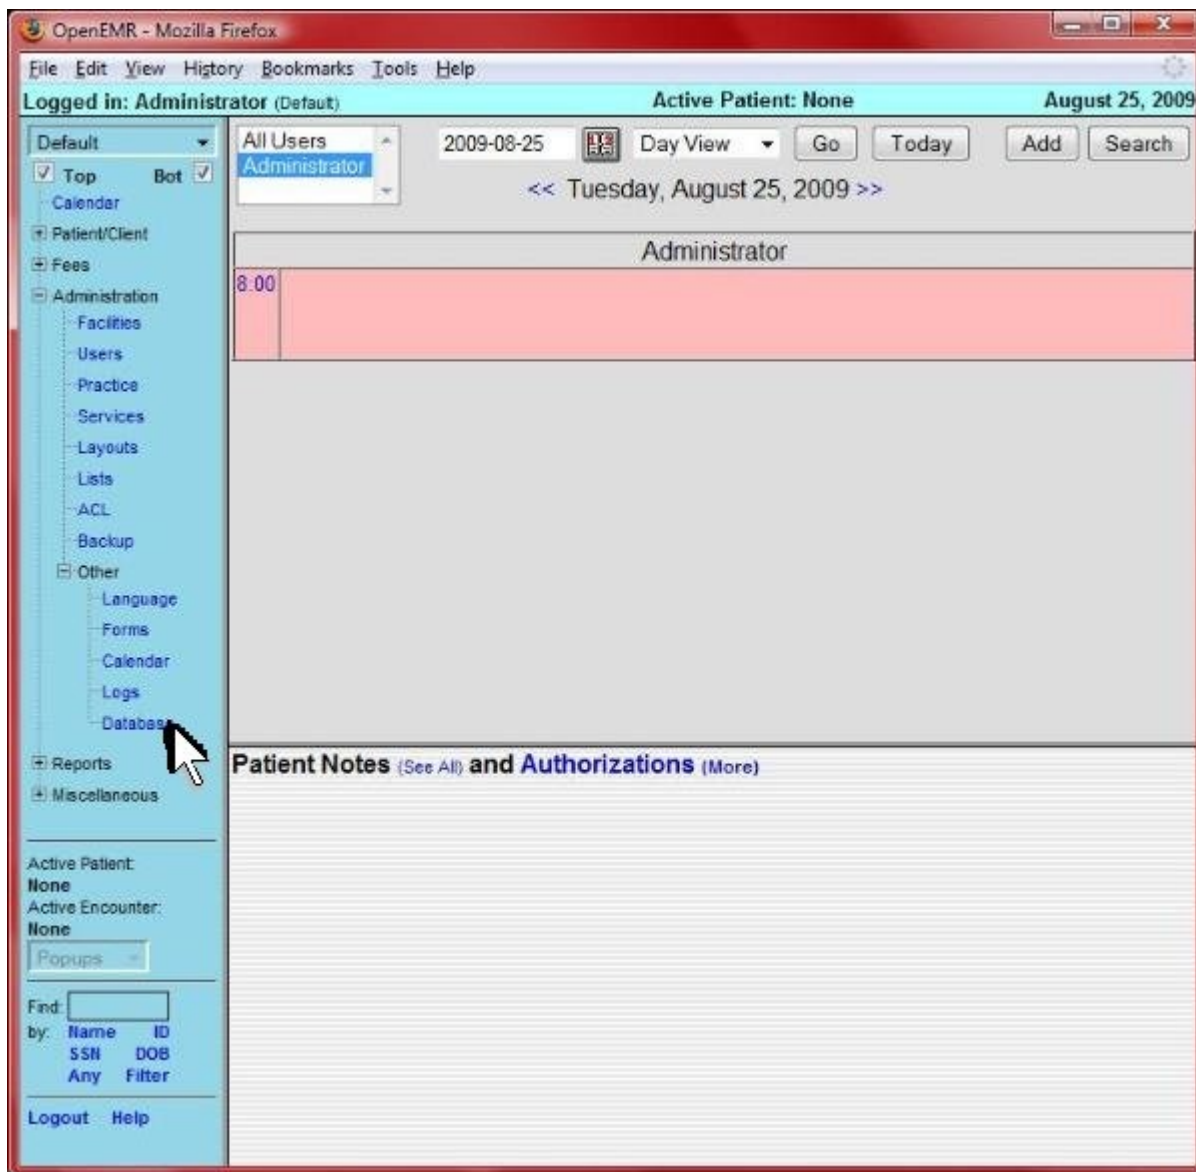 OpenEMR - Mozilla Firefox
File Edit View History Bookmarks Tools Help
Logged in: Administrator (Default) Active Patient: None August 25, 2009
Default
Top Bot
Calendar
Patient/Client
Fees
Administration
Facilities
Users
Practice
Services
Layouts
Lists
ACL
Backup
Other
Language
Forms
Calendar
Logs
Databas
Reports
Miscellaneous
Active Patient:
None
Active Encounter:
None
Popups
Find:
by: Name ID
SSN DOB
Any Filter
Logout Help
All Users
Administrator
2009-08-25 Day View Go Today Add Search
<< Tuesday, August 25, 2009 >>
Administrator
8:00
Patient Notes (See All) and Authorizations (More)